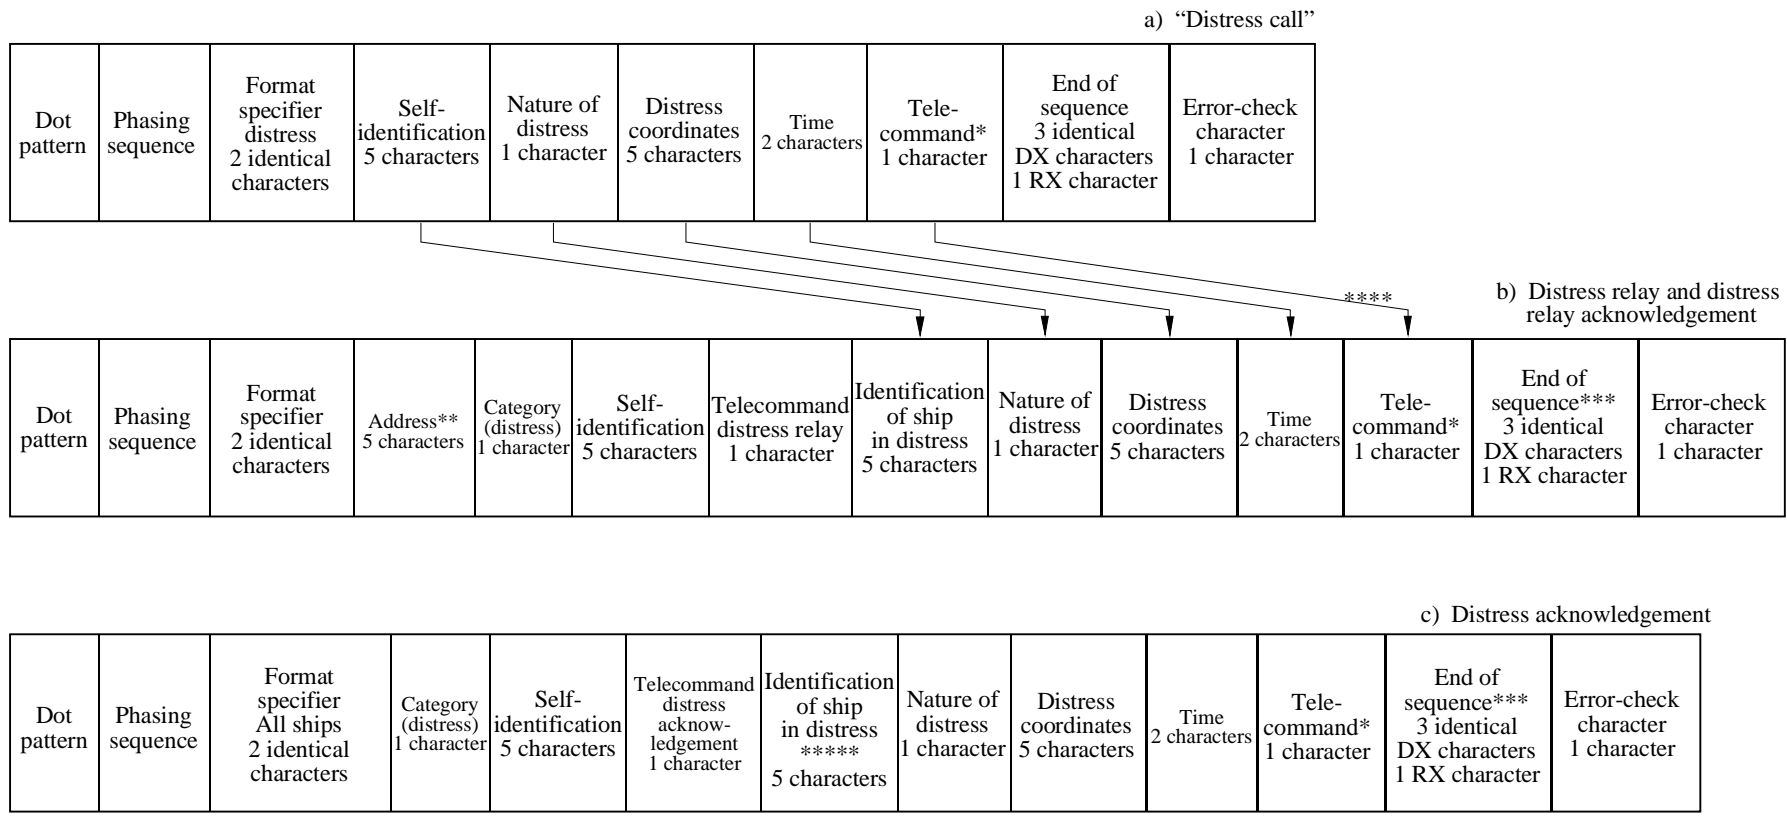 a) “Distress call”
Dot
pattern
Phasing
sequence
Format
specifier
distress
2 identical
characters
Self-
identification
5 characters
Nature of
distress
1 character
Distress
coordinates
5 characters
Time
2 characters
Tele-
command*
1 character
End of
sequence
3 identical
DX characters
1 RX character
Error-check
character
1 character
****
b) Distress relay and distress
relay acknowledgement
Dot
pattern
Phasing
sequence
Format
specifier
2 identical
characters
Address**
5 characters
Category
(distress)
1 character
Self-
identification
5 characters
Telecommand
distress relay
1 character
Identification
of ship
in distress
5 characters
Nature of
distress
1 character
Distress
coordinates
5 characters
Time
2 characters
Tele-
command*
1 character
End of
sequence***
3 identical
DX characters
1 RX character
Error-check
character
1 character
c) Distress acknowledgement
Dot
pattern
Phasing
sequence
Format
specifier
All ships
2 identical
characters
Category
(distress)
1 character
Self-
identification
5 characters
Telecommand
distress
acknow-
ledgement
1 character
Identification
of ship
in distress
*****
5 characters
Nature of
distress
1 character
Distress
coordinates
5 characters
Time
2 characters
Tele-
command*
1 character
End of
sequence***
3 identical
DX characters
1 RX character
Error-check
character
1 character